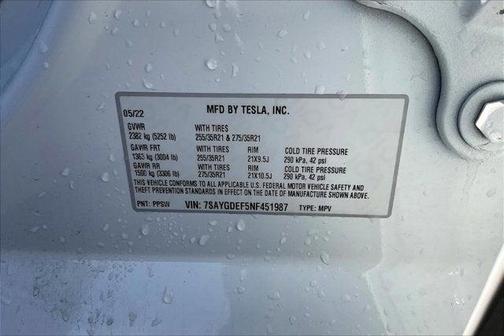 05/22 MFD BY TESLA, INC.
GVWR WITH TIRES
2382 kg (5252 lb) 255/35R21 & 275/35R21
GAWR FRT WITH TIRES RIM COLD TIRE PRESSURE
1363 kg (3004 lb) 255/35R21 21X9.5J 290 kPa, 42 psi
GAWR RR WITH TIRES RIM COLD TIRE PRESSURE
1500 kg (3306 lb) 275/35R21 21X10.5J 290 kPa, 42 psi
THIS VEHICLE CONFORMS TO ALL APPLICABLE U.S. FEDERAL MOTOR VEHICLE SAFETY AND
THEFT PREVENTION STANDARDS IN EFFECT ON THE DATE OF MANUFACTURE SHOWN ABOVE.
PNT: PPSW VIN: 7SAYGDEF5NF451987 TYPE: MPV